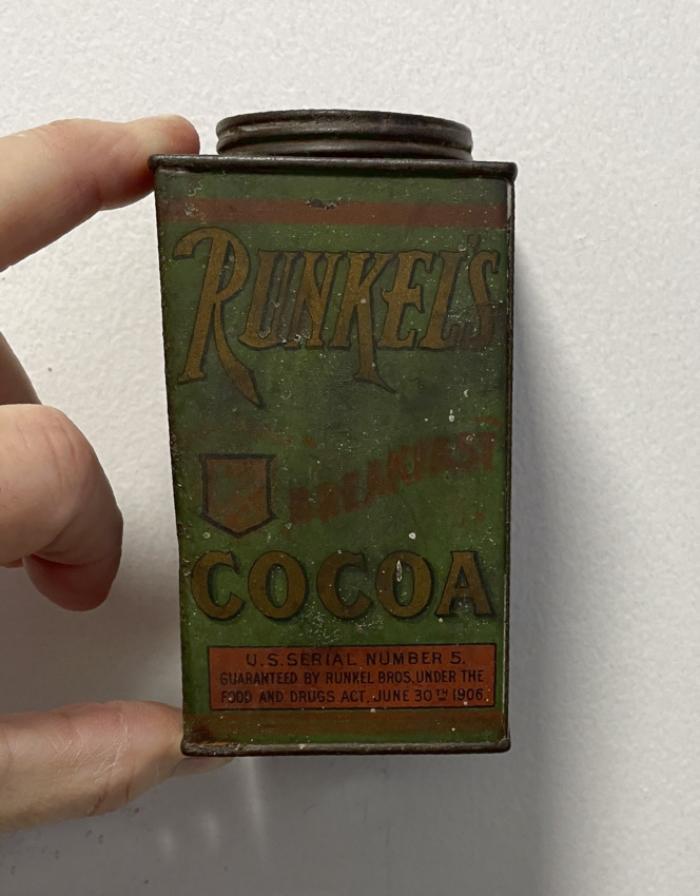 RUNKEL'S
BREAKFAST
COCOA
U.S. SERIAL NUMBER 5.
GUARANTEED BY RUNKEL BROS. UNDER THE
FOOD AND DRUGS ACT, JUNE 30TH 1906.